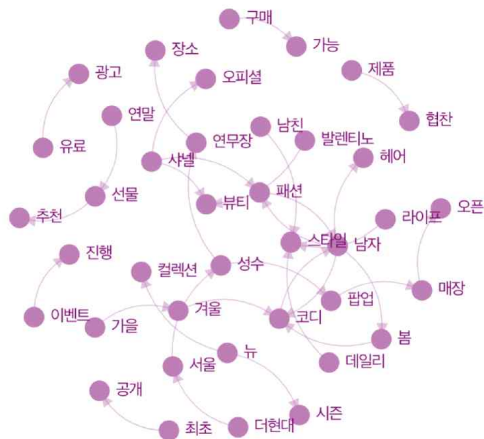 구매
장소
가능
광고
오피셜
제품
연말
남친
협찬
연무장
발렌티노
유료
샤넬
헤어
선물
뷰티
패션
추천
라이프
오픈
진행
스타일
남자
컬렉션
성수
매장
이벤트
가을
겨울
팝업
코디
봄
서울
뉴
데일리
공개
시즌
최초
더현대